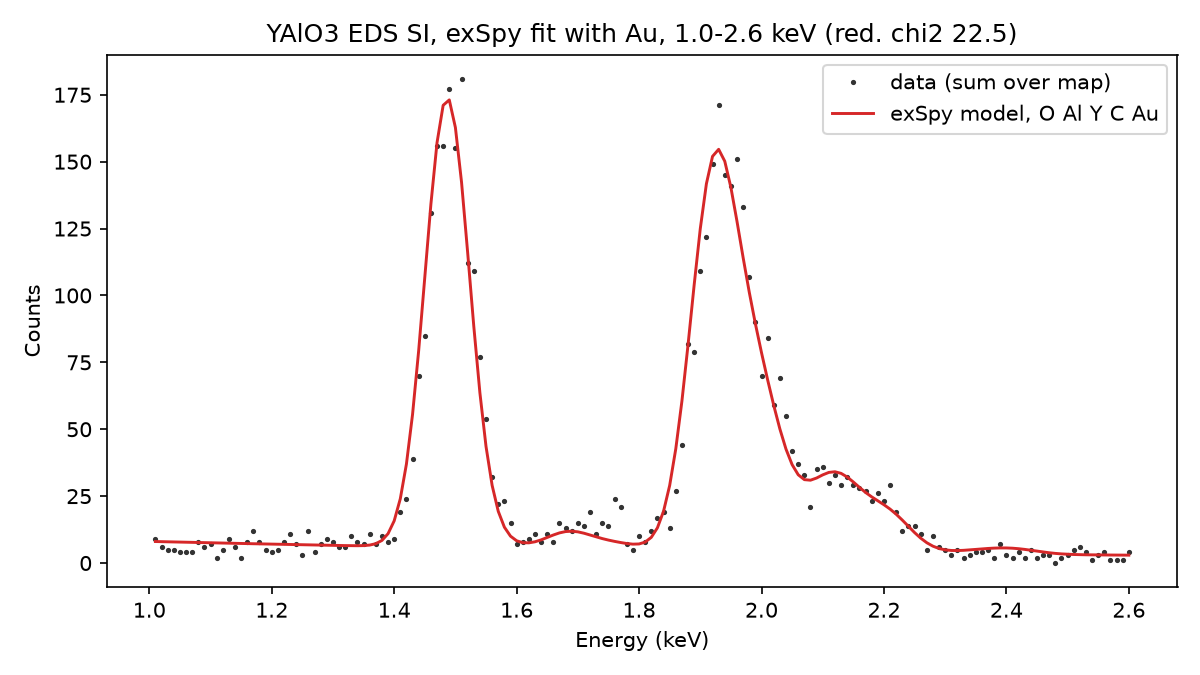 YAlO3 EDS SI, exSpy fit with Au, 1.0-2.6 keV (red. chi2 22.5)
data (sum over map)
exSpy model, O Al Y C Au
Counts
175
150
125
100
75
50
25
0
1.0 1.2 1.4 1.6 1.8 2.0 2.2 2.4 2.6
Energy (keV)